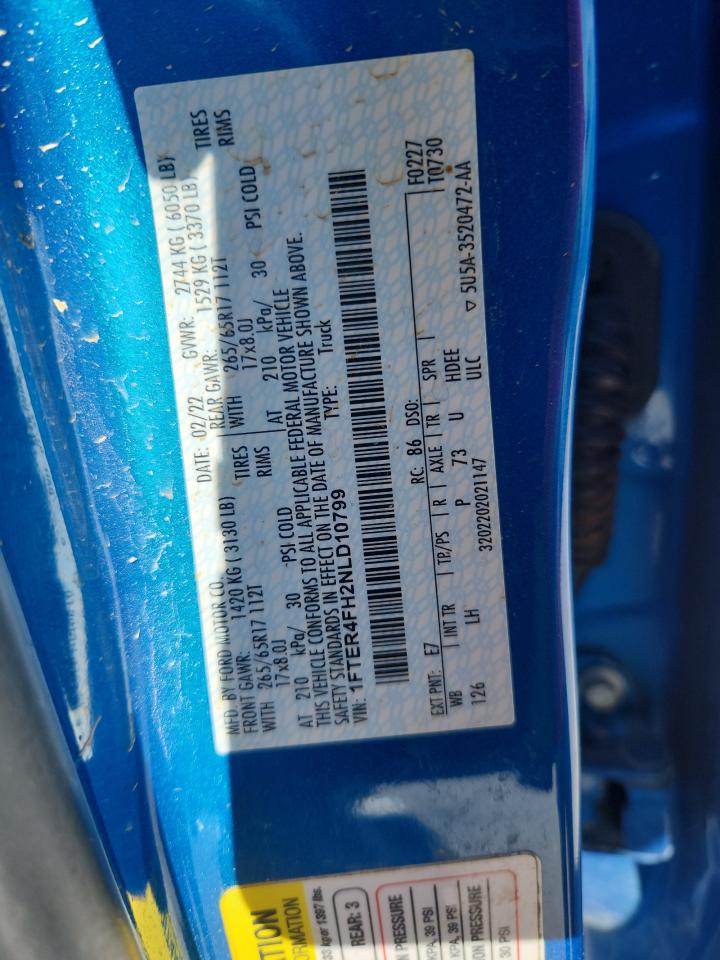 MFD. BY FORD MOTOR CO. DATE: 02/22 GVWR: 2744 KG ( 6050 LB)
FRONT GAWR: 1420 KG ( 3130 LB) REAR GAWR: 1529 KG ( 3370 LB)
WITH 265/65R17 112T TIRES WITH 265/65R17 112T TIRES
17x8.0J RIMS 17x8.0J RIMS
AT 210 kPa/ 30 PSI COLD AT 210 kPa/ 30 PSI COLD
THIS VEHICLE CONFORMS TO ALL APPLICABLE FEDERAL MOTOR VEHICLE
SAFETY STANDARDS IN EFFECT ON THE DATE OF MANUFACTURE SHOWN ABOVE.
VIN: 1FTER4FH2NLD10799 TYPE: Truck
F0227
EXT PNT: E7 RC: 86 DSO: T0730
WB INT TR TP/PS R AXLE TR SPR
126 LH P 73 U HDEE
320220202 1147 ULC ▽ 5U5A-3520472-AA
REAR: 3
30 PSI